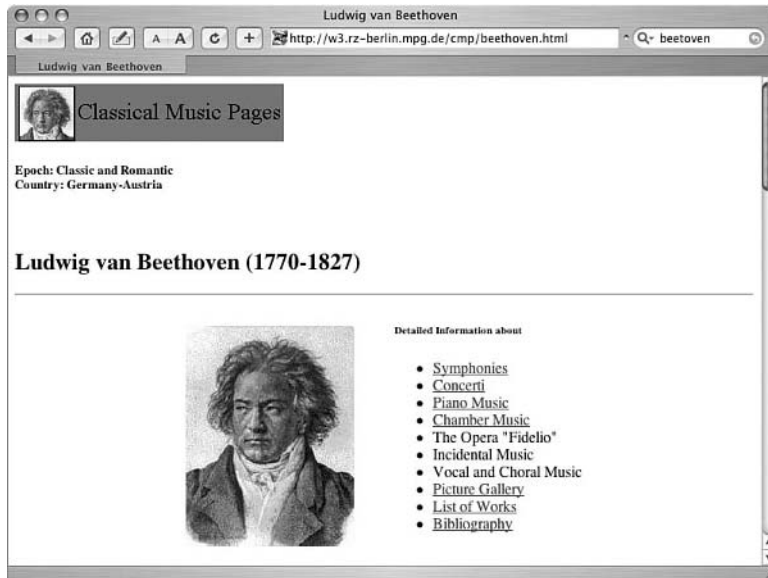 Ludwig van Beethoven
A A http://w3.rz-berlin.mpg.de/cmp/beethoven.html beetoven
Ludwig van Beethoven
Classical Music Pages
Epoch: Classic and Romantic
Country: Germany-Austria
Ludwig van Beethoven (1770-1827)
Detailed Information about
• Symphonies
• Concerti
• Piano Music
• Chamber Music
• The Opera "Fidelio"
• Incidental Music
• Vocal and Choral Music
• Picture Gallery
• List of Works
• Bibliography